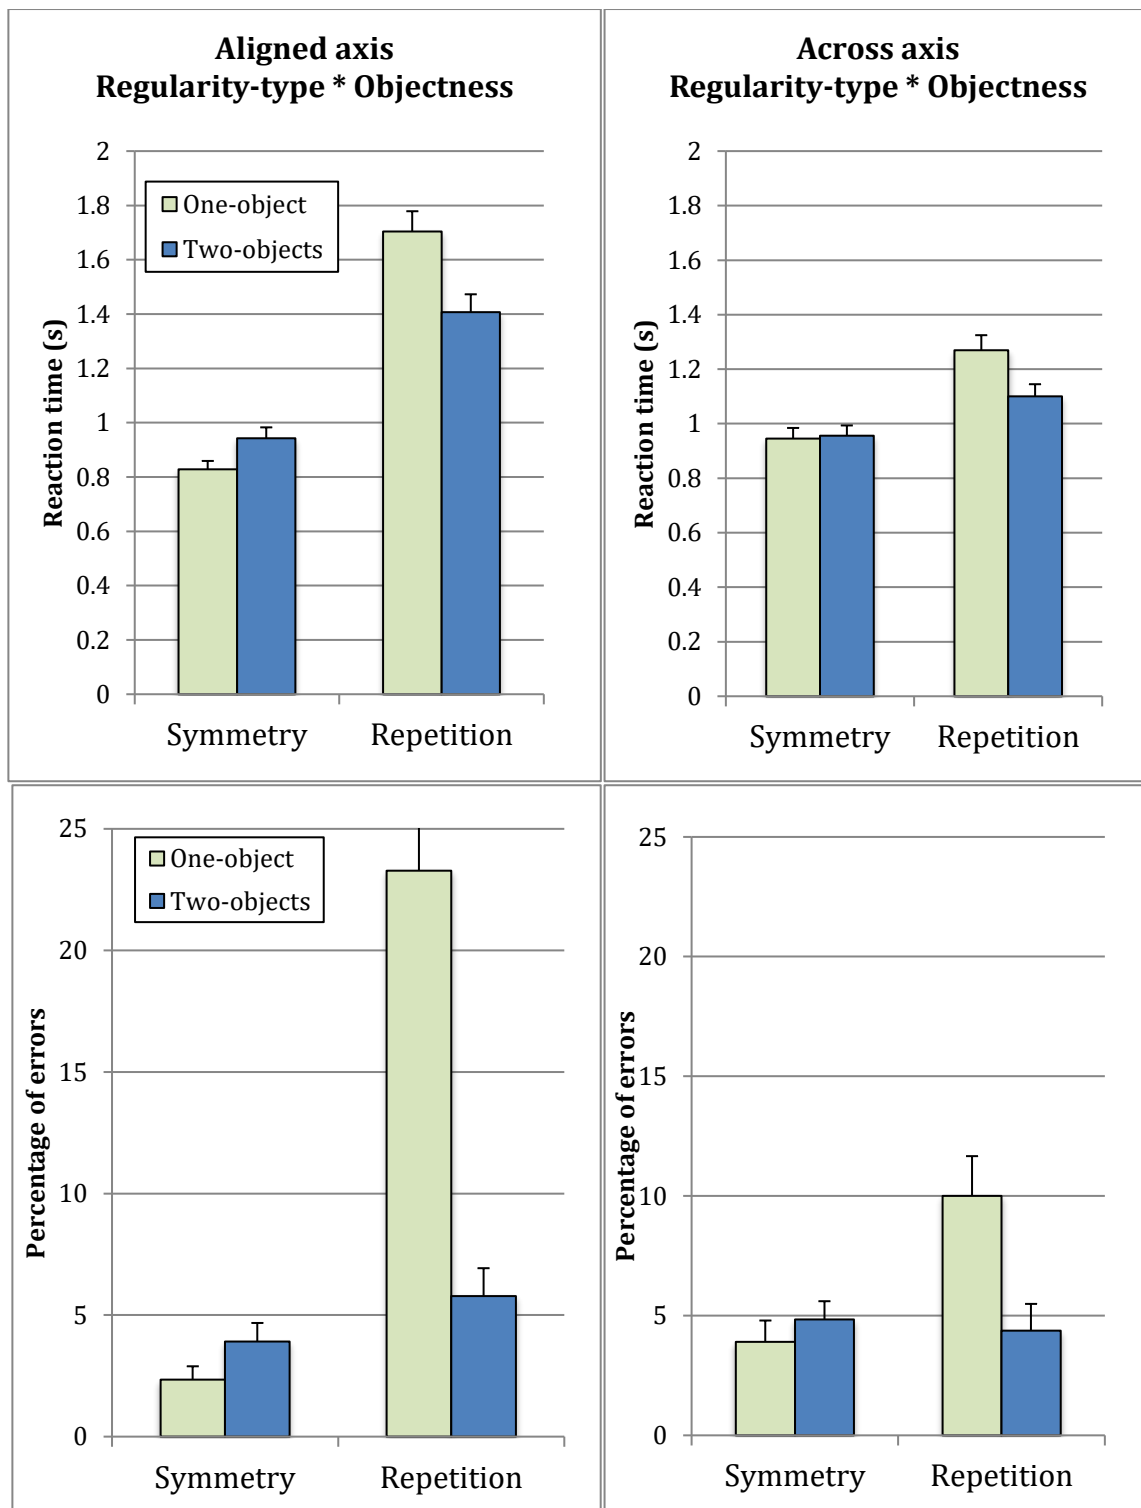 Aligned axis
Regularity-type * Objectness
2
1.8
1.6
1.4
1.2
1
0.8
0.6
0.4
0.2
0
Reaction time (s)
One-object
Two-objects
Symmetry
Repetition
Across axis
Regularity-type * Objectness
2
1.8
1.6
1.4
1.2
1
0.8
0.6
0.4
0.2
0
Reaction time (s)
Symmetry
Repetition
25
20
15
10
5
0
Percentage of errors
One-object
Two-objects
Symmetry
Repetition
25
20
15
10
5
0
Percentage of errors
Symmetry
Repetition